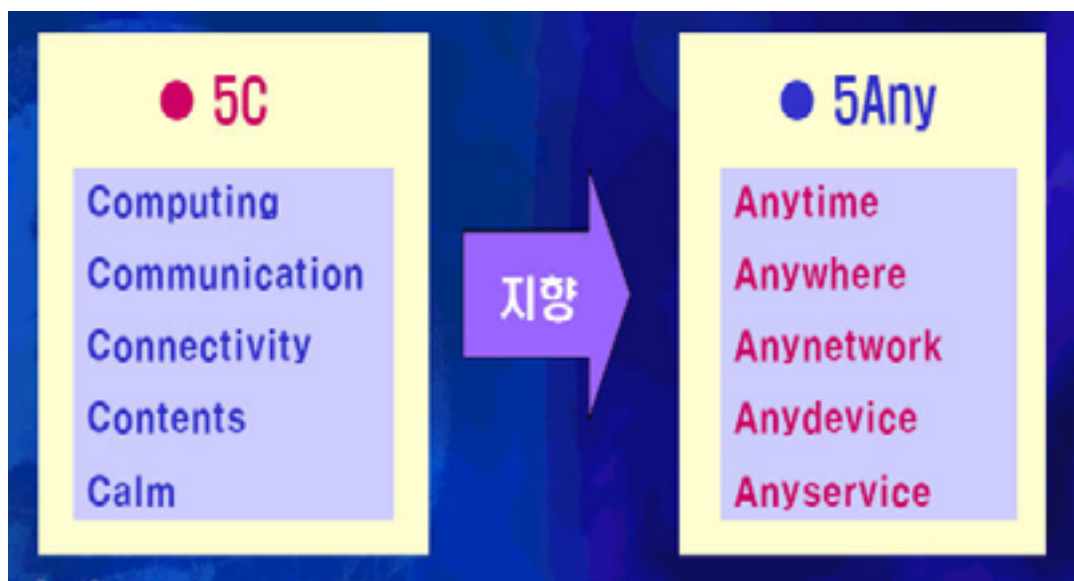 ● 5C
Computing
Communication
Connectivity
Contents
Calm
지향
● 5Any
Anytime
Anywhere
Anynetwork
Anydevice
Anyservice